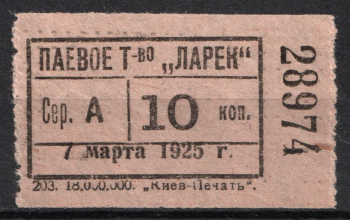 ПАЕВОЕ Т-во „ЛАРЕК“
Сер. А 10 коп.
7 марта 1925 г.
203. 18,000,000. „Киев-Печать“.
28974